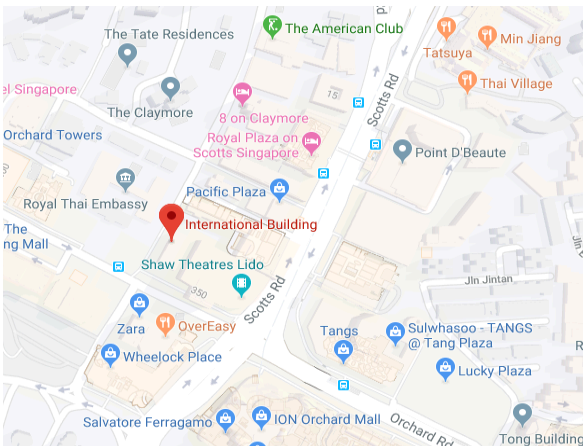 The American Club
The Tate Residences
Scotts Rd
Min Jiang
Tatsuya
Thai Village
el Singapore
The Claymore
8 on Claymore
15
Orchard Towers
Royal Plaza on
Scotts Singapore
Point D'Beaute
Pacific Plaza
Royal Thai Embassy
International Building
The
ng Mall
Shaw Theatres Lido
350
Scotts Rd
Jln Jintan
Zara
OverEasy
Tangs
Sulwhasoo - TANGS
@ Tang Plaza
Wheelock Place
Lucky Plaza
Salvatore Ferragamo
ION Orchard Mall
Orchard Rd
Tong Building